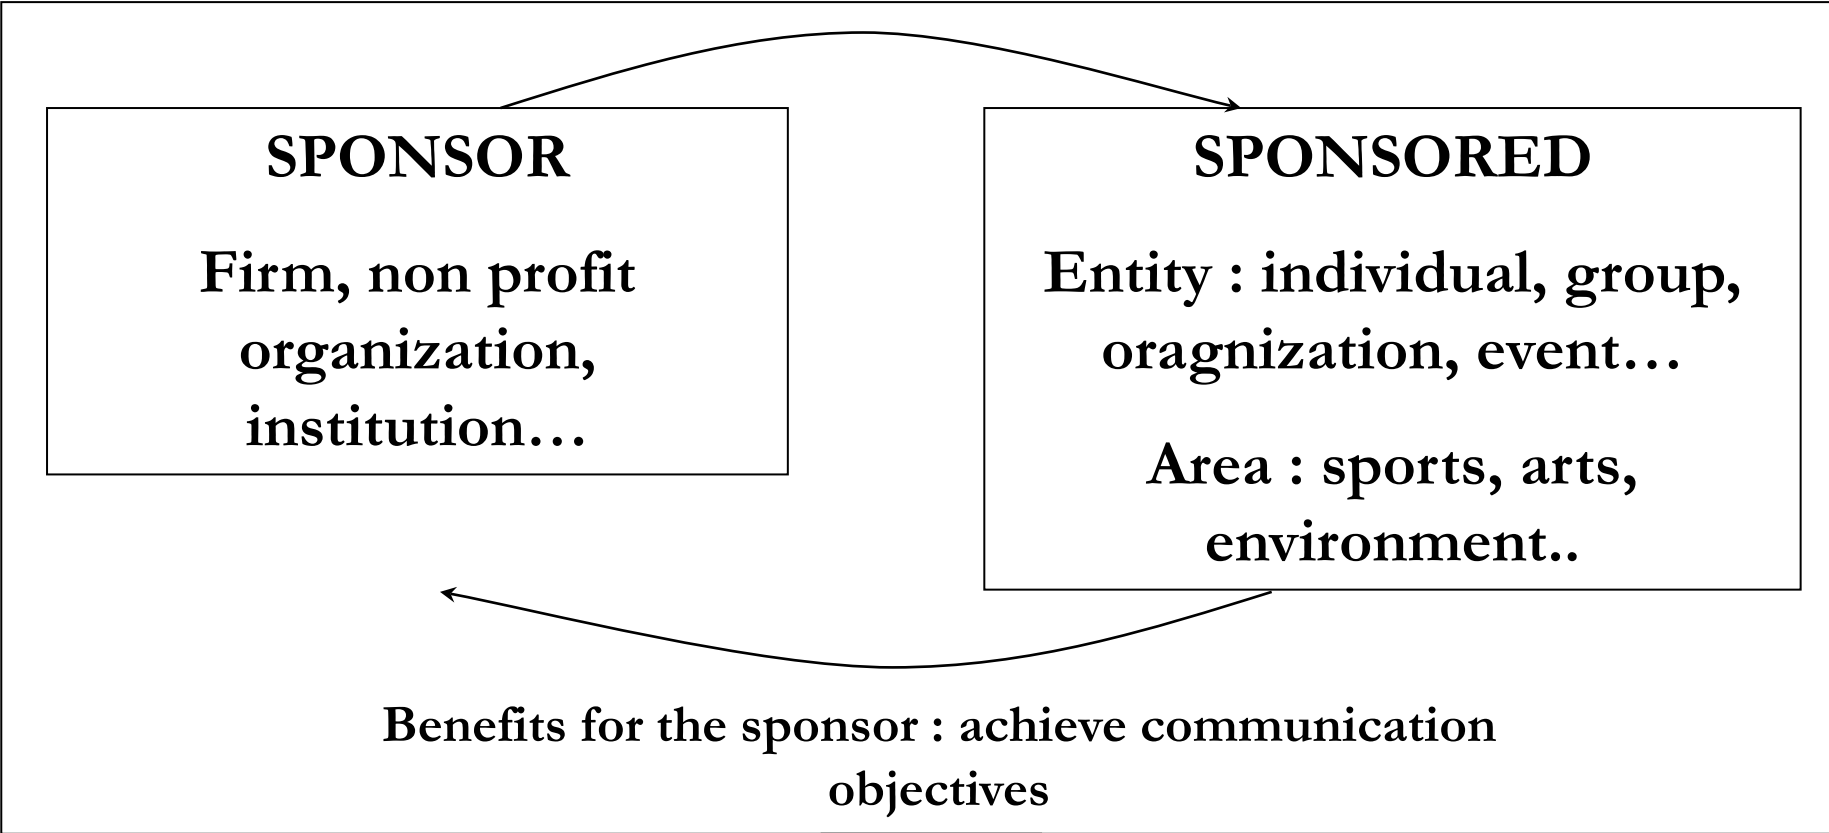 SPONSOR
Firm, non profit
organization,
institution…
SPONSORED
Entity : individual, group,
oragnization, event…
Area : sports, arts,
environment..
Benefits for the sponsor : achieve communication
objectives